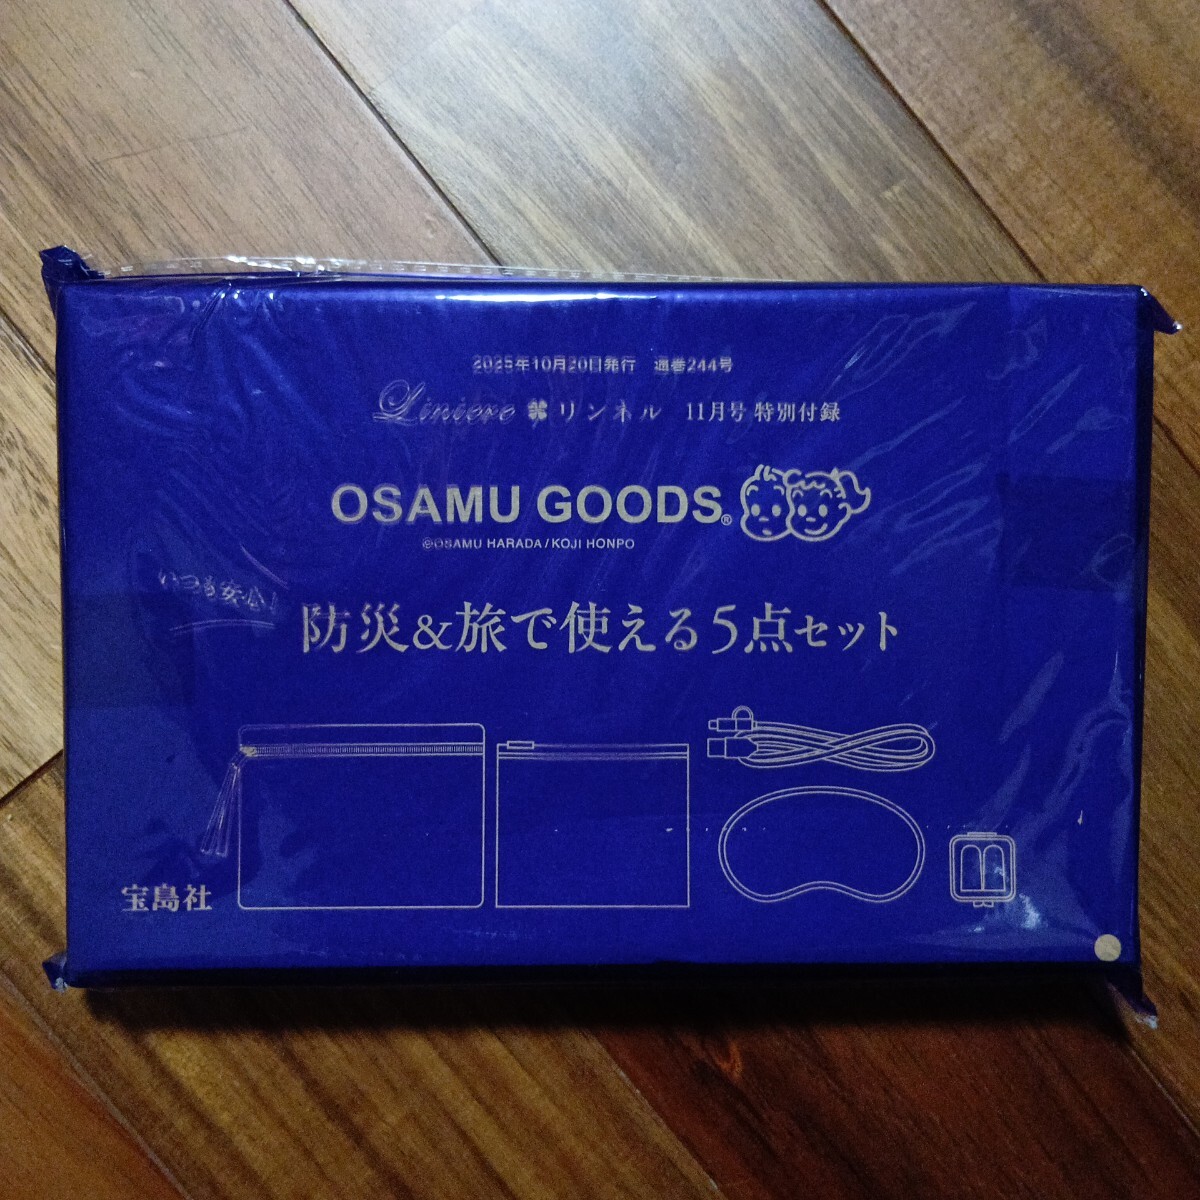 2025年10月20日発行 通巻244号
Liniere リンネル 11月号 特別付録
OSAMU GOODS®
©OSAMU HARADA/KOJI HONPO
いつも安心!
防災&旅で使える5点セット
宝島社